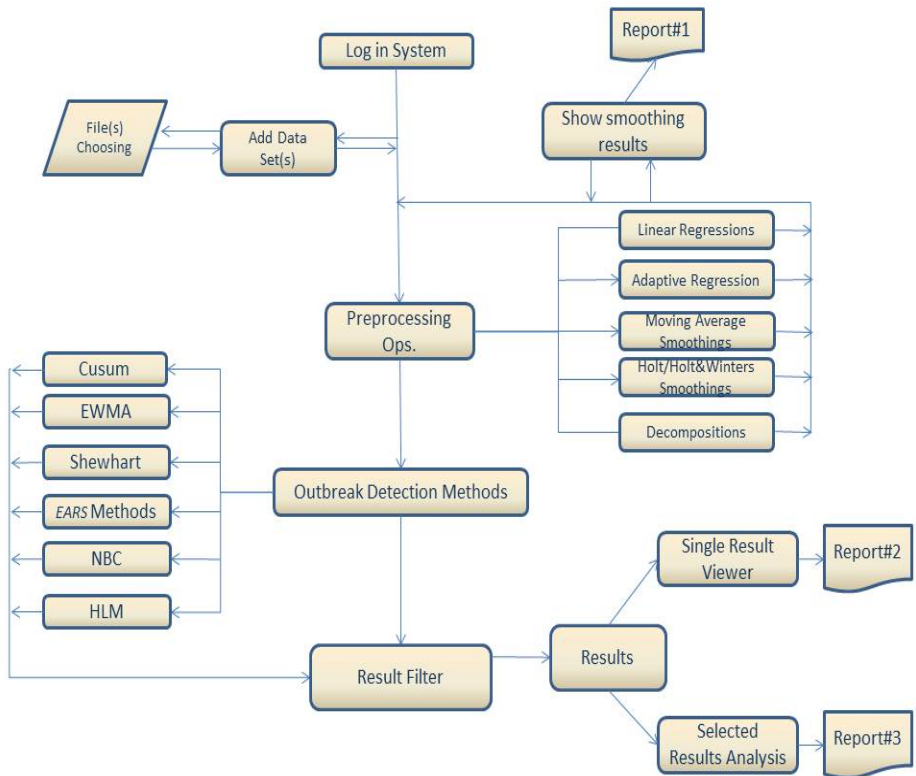 Report#1
Log in System
File(s)
Choosing
Add Data
Set(s)
Show smoothing
results
Linear Regressions
Adaptive Regression
Preprocessing
Ops.
Moving Average
Smoothings
Holt/Holt&Winters
Smoothings
Decompositions
Cusum
EWMA
Shewhart
EARS Methods
NBC
HLM
Outbreak Detection Methods
Single Result
Viewer
Report#2
Result Filter
Results
Selected
Results Analysis
Report#3